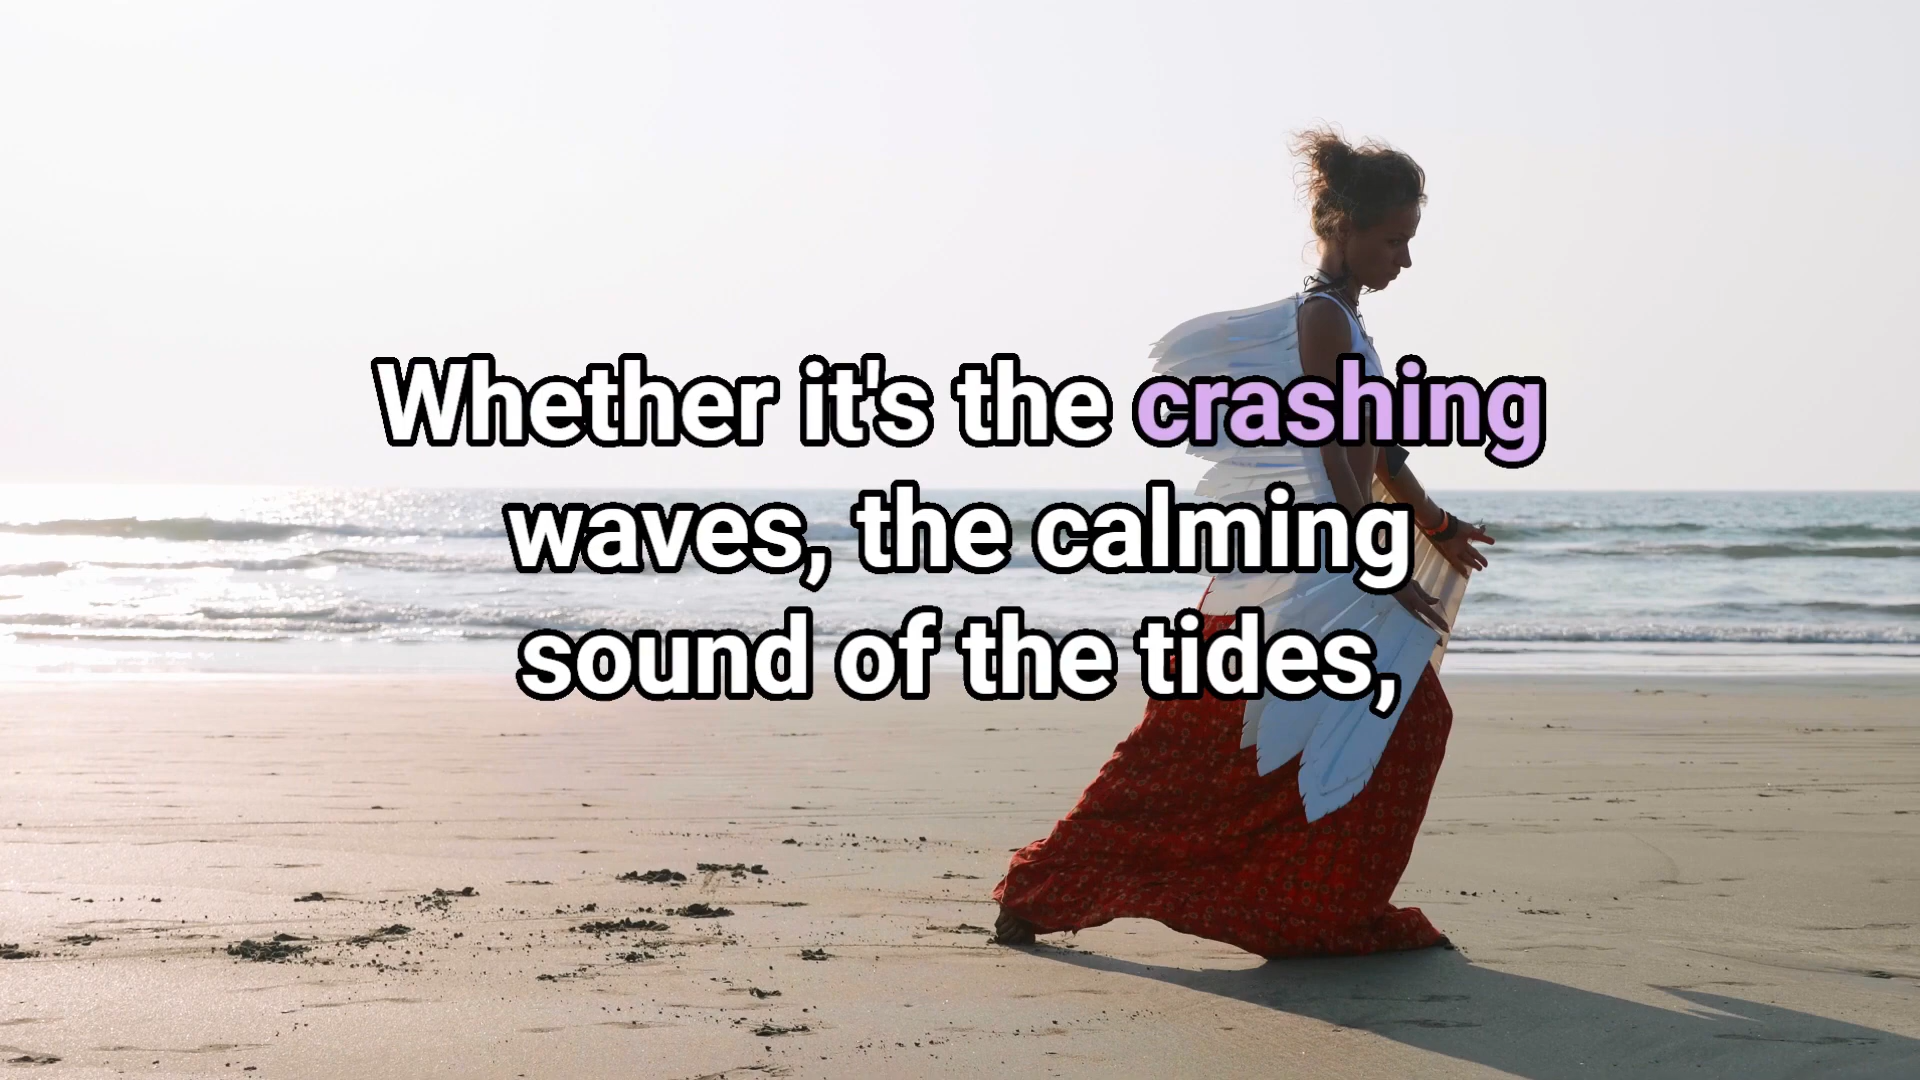 Whether it's the crashing
waves, the calming
sound of the tides,